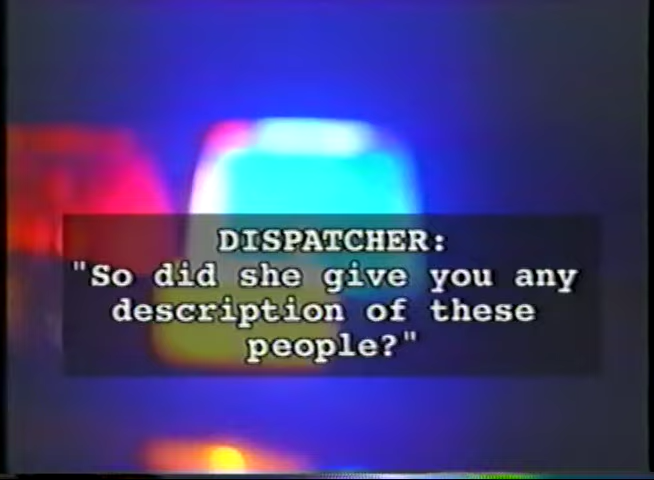 DISPATCHER:
"So did she give you any
description of these
people?"